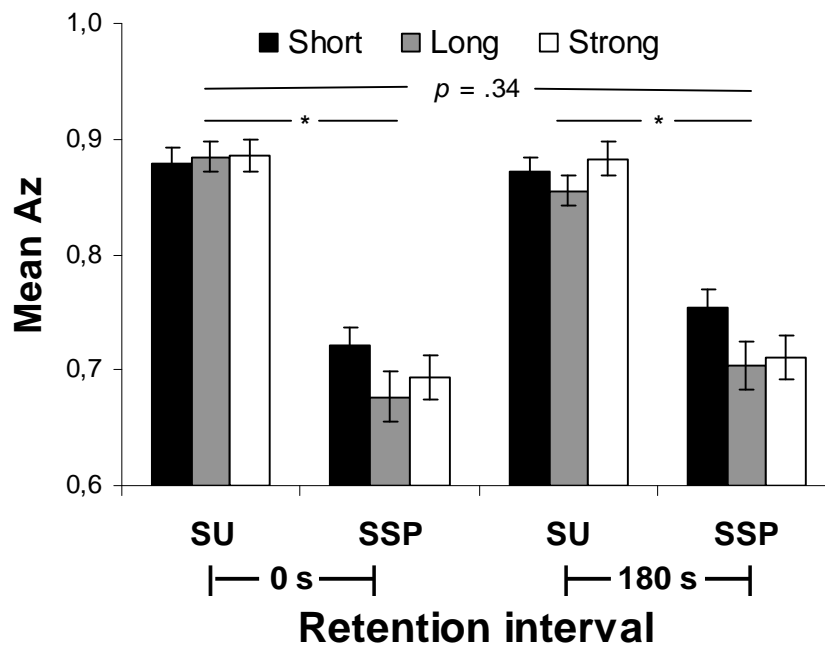 1,0
Short Long Strong
p = .34
* *
0,9
0,8
0,7
0,6
Mean Az
SU SSP SU SSP
0 s 180 s
Retention interval